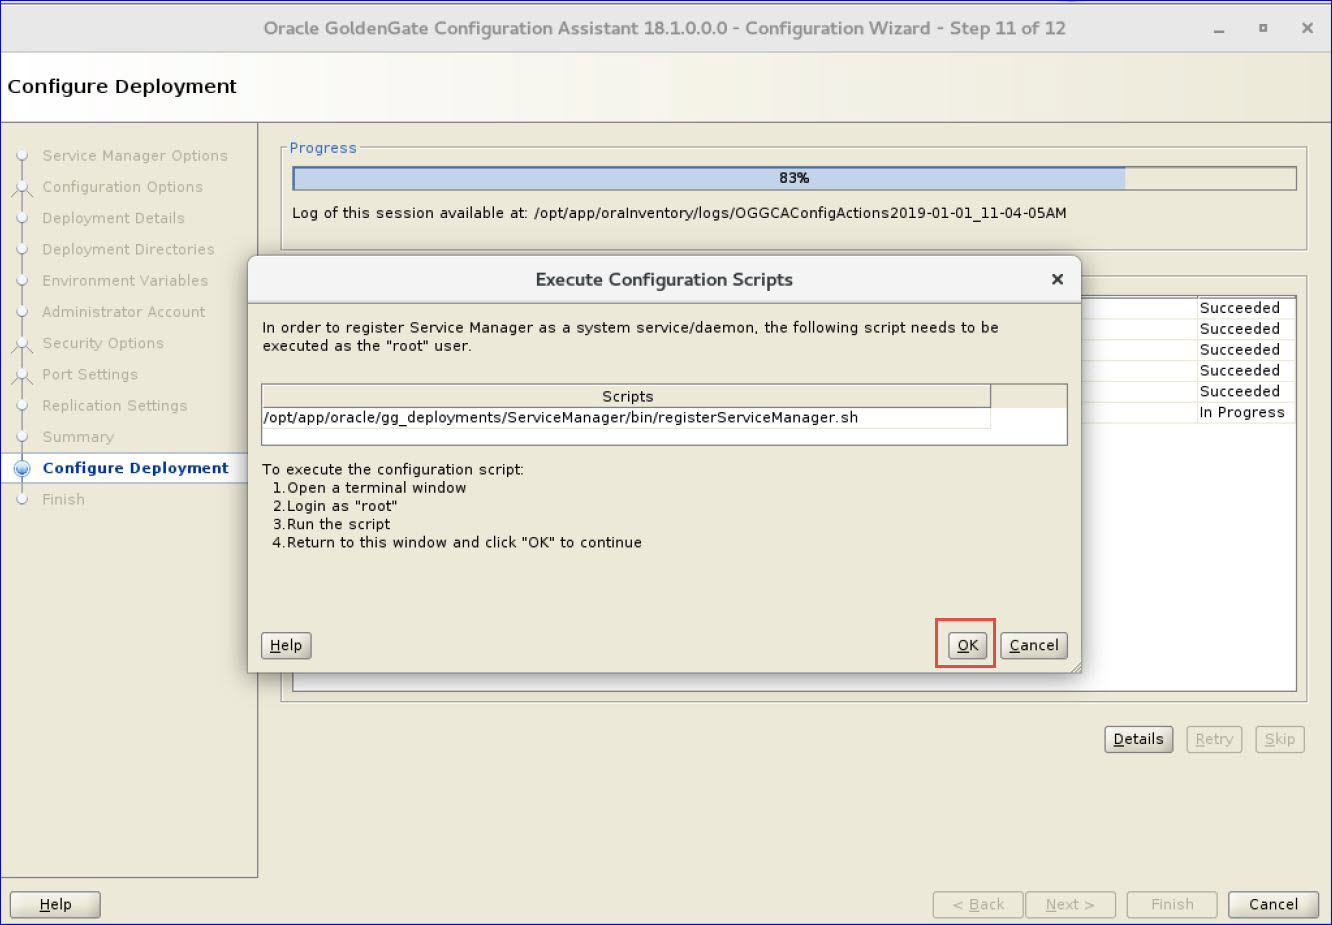 Oracle GoldenGate Configuration Assistant 18.1.0.0.0 - Configuration Wizard - Step 11 of 12
Configure Deployment
Service Manager Options
Configuration Options
Deployment Details
Deployment Directories
Environment Variables
Administrator Account
Security Options
Port Settings
Replication Settings
Summary
Configure Deployment
Finish
Progress
83%
Log of this session available at: /opt/app/oraInventory/logs/OGGCAConfigActions2019-01-01_11-04-05AM
Succeeded
Succeeded
Succeeded
Succeeded
Succeeded
In Progress
Execute Configuration Scripts
In order to register Service Manager as a system service/daemon, the following script needs to be
executed as the "root" user.
Scripts
/opt/app/oracle/gg_deployments/ServiceManager/bin/registerServiceManager.sh
To execute the configuration script:
1.Open a terminal window
2.Login as "root"
3.Run the script
4.Return to this window and click "OK" to continue
Help
OK
Cancel
Details
Retry
Skip
Help
< Back
Next >
Finish
Cancel